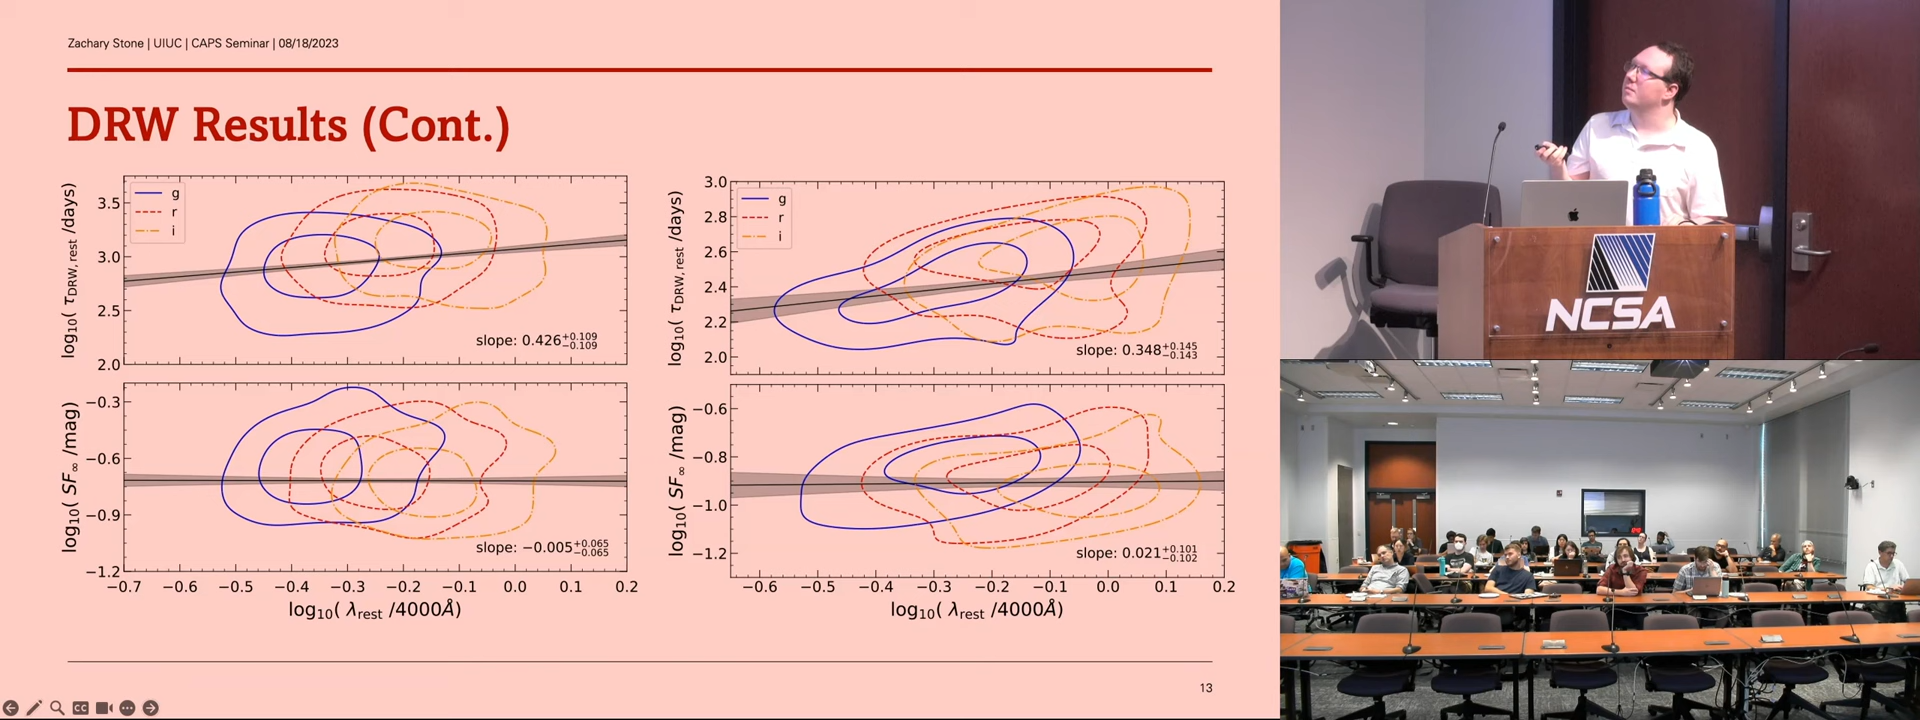 Zachary Stone | UIUC | CAPS Seminar | 08/18/2023
DRW Results (Cont.)
log₁₀( τ_DRW, rest /days)
3.5
3.0
2.5
2.0
g
r
i
slope: 0.426 +0.109 −0.109
log₁₀( SF∞ /mag)
−0.3
−0.6
−0.9
−1.2
slope: −0.005 +0.065 −0.065
−0.7 −0.6 −0.5 −0.4 −0.3 −0.2 −0.1 0.0 0.1 0.2
log₁₀( λ_rest /4000Å)
log₁₀( τ_DRW, rest /days)
3.0
2.8
2.6
2.4
2.2
2.0
g
r
i
slope: 0.348 +0.145 −0.143
log₁₀( SF∞ /mag)
−0.6
−0.8
−1.0
−1.2
slope: 0.021 +0.101 −0.102
−0.6 −0.5 −0.4 −0.3 −0.2 −0.1 0.0 0.1 0.2
log₁₀( λ_rest /4000Å)
13
CC
NCSA